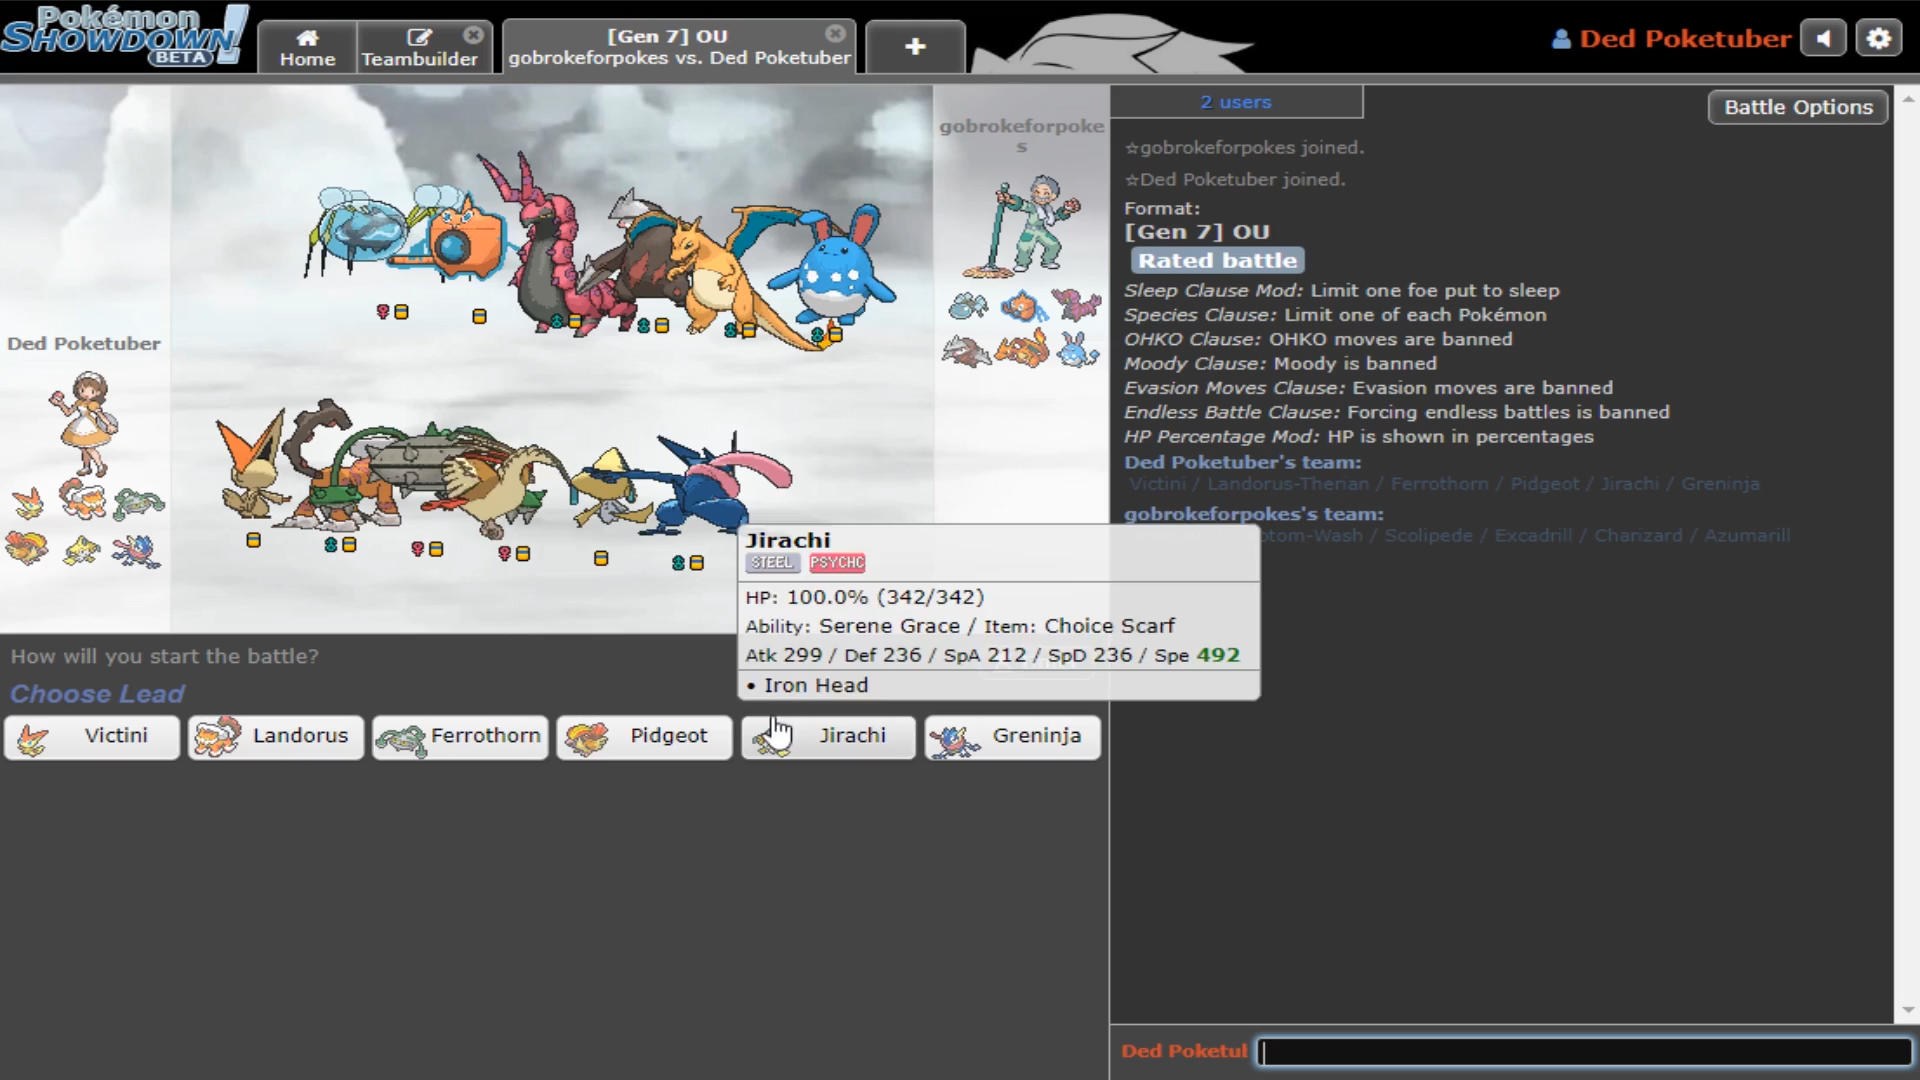 Pokémon
SHOWDOWN!
BETA
Home
Teambuilder
[Gen 7] OU
gobrokeforpokes vs. Ded Poketuber
+
Ded Poketuber
gobrokeforpoke
s
Ded Poketuber
2 users
Battle Options
☆gobrokeforpokes joined.
☆Ded Poketuber joined.
Format:
[Gen 7] OU
Rated battle
Sleep Clause Mod: Limit one foe put to sleep
Species Clause: Limit one of each Pokémon
OHKO Clause: OHKO moves are banned
Moody Clause: Moody is banned
Evasion Moves Clause: Evasion moves are banned
Endless Battle Clause: Forcing endless battles is banned
HP Percentage Mod: HP is shown in percentages
Ded Poketuber's team:
Victini / Landorus-Therian / Ferrothorn / Pidgeot / Jirachi / Greninja
gobrokeforpokes's team:
otom-Wash / Scolipede / Excadrill / Charizard / Azumarill
Jirachi
STEEL PSYCHC
HP: 100.0% (342/342)
Ability: Serene Grace / Item: Choice Scarf
Atk 299 / Def 236 / SpA 212 / SpD 236 / Spe 492
• Iron Head
How will you start the battle?
Choose Lead
Victini
Landorus
Ferrothorn
Pidgeot
Jirachi
Greninja
Ded Poketul